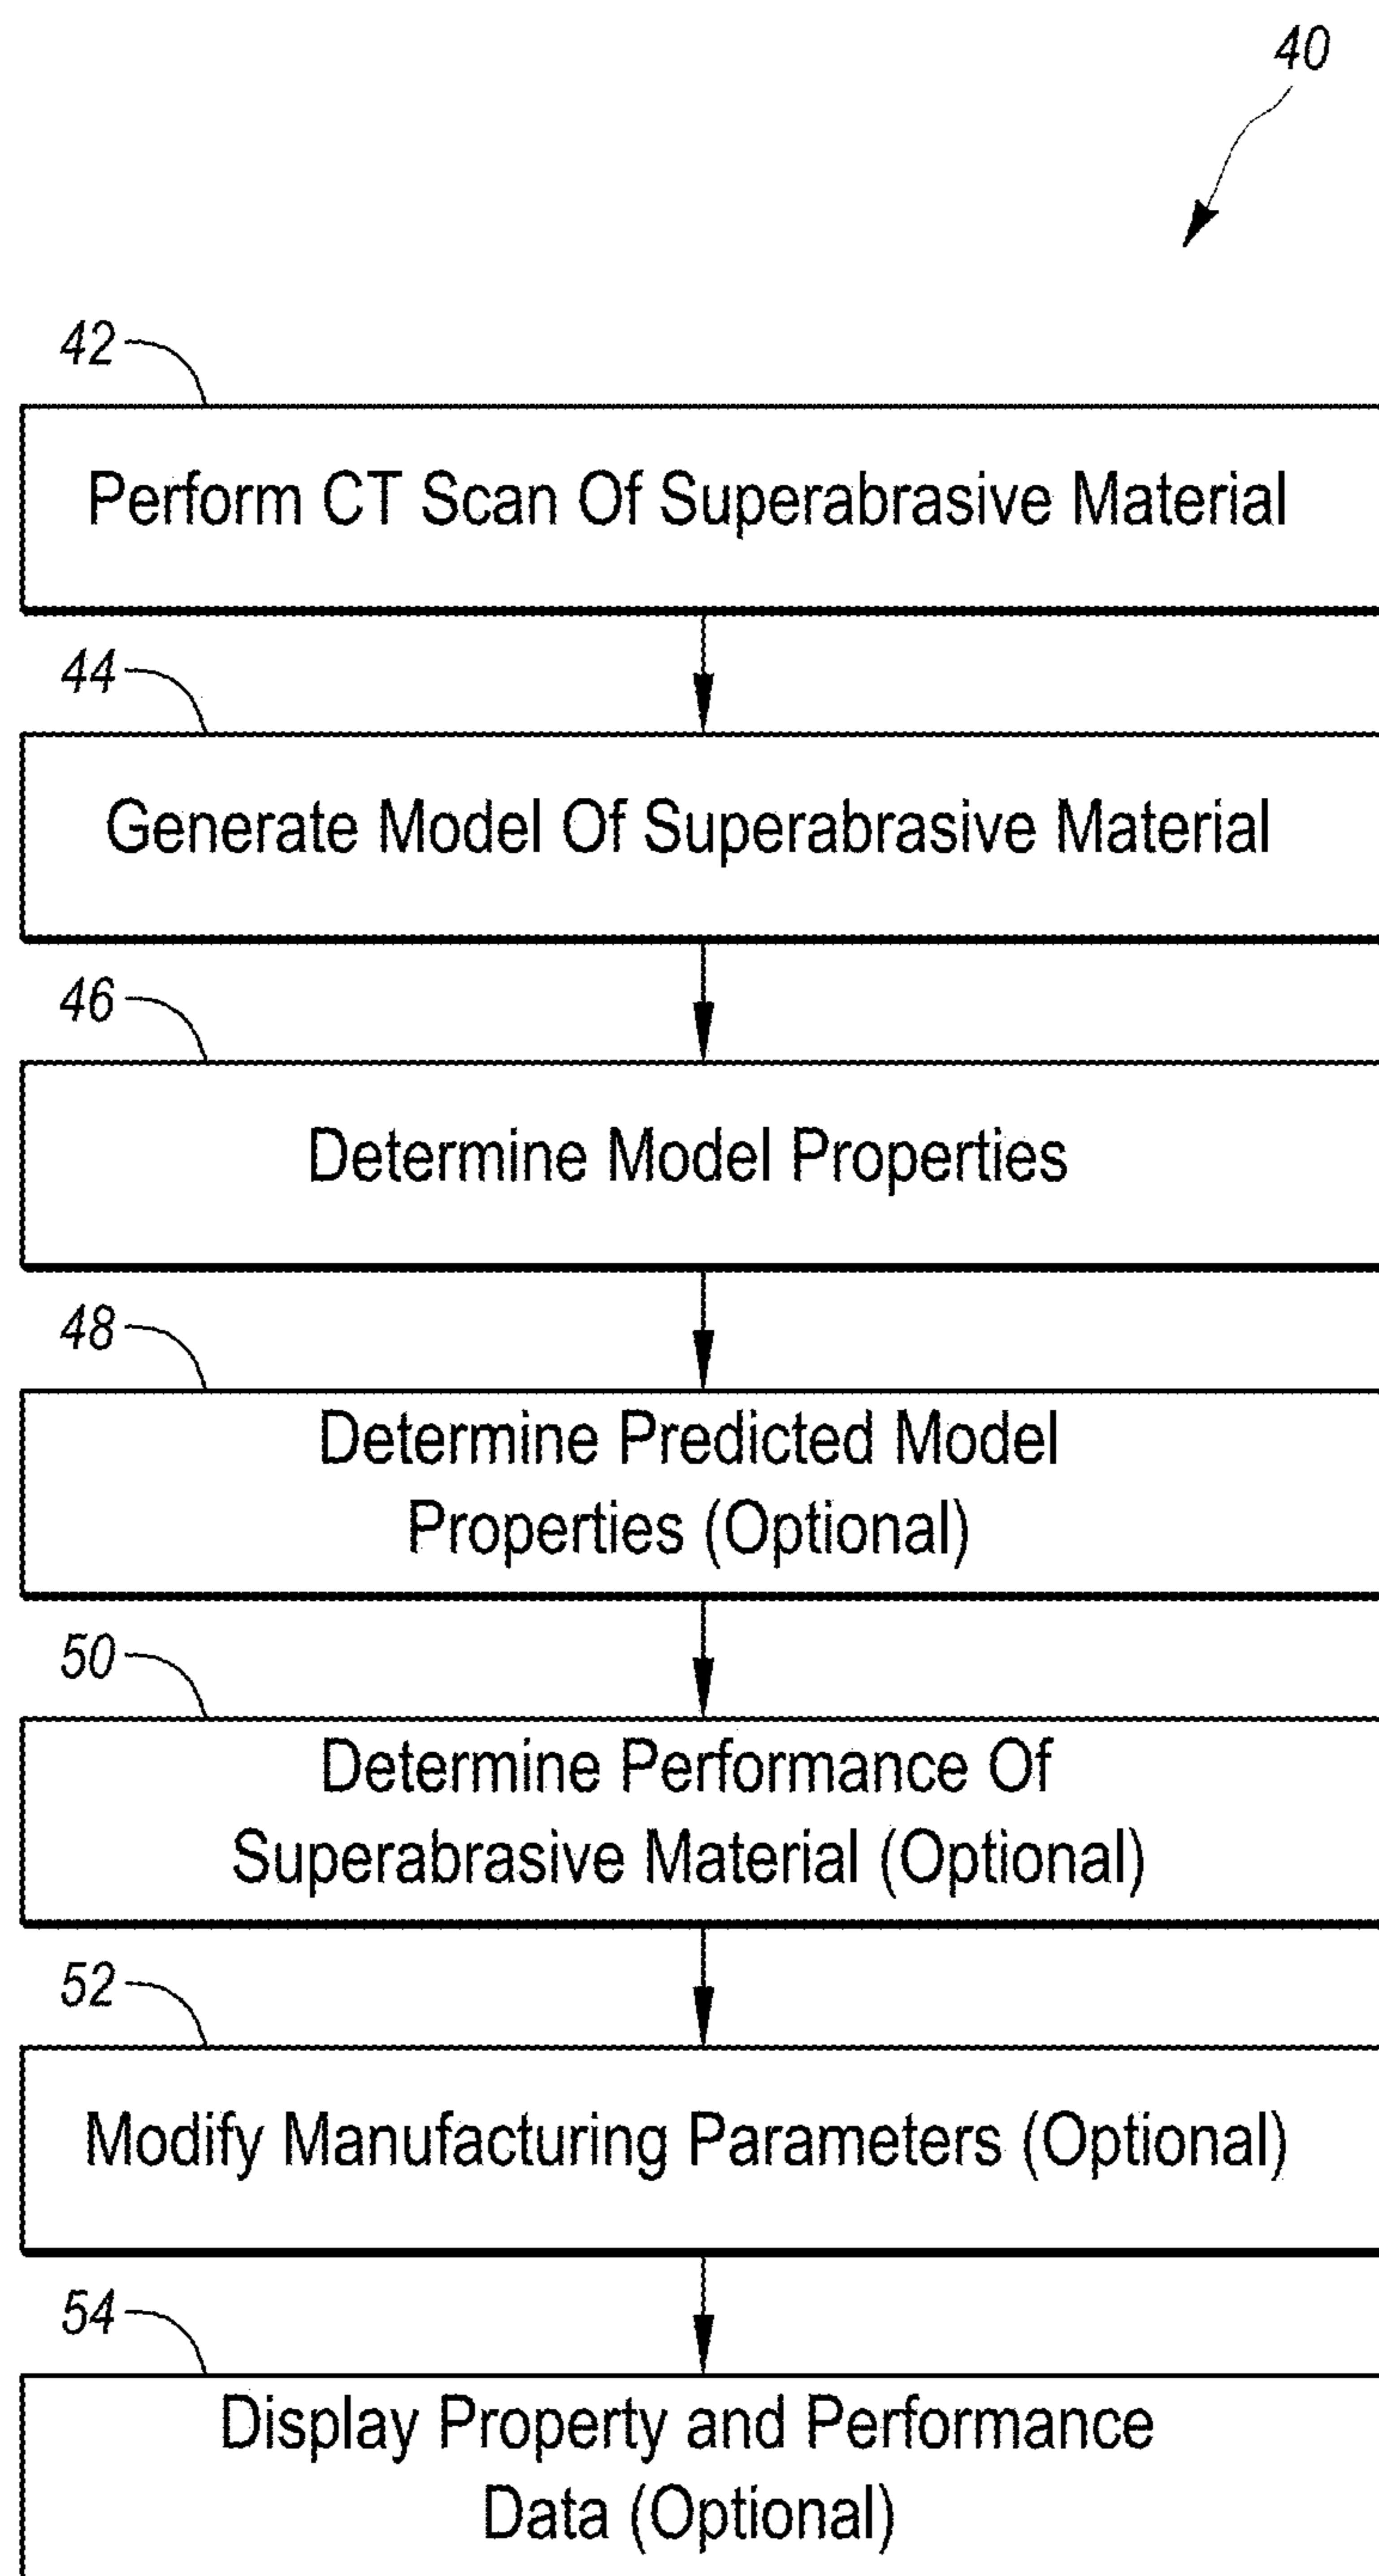 40
42
Perform CT Scan Of Superabrasive Material
44
Generate Model Of Superabrasive Material
46
Determine Model Properties
48
Determine Predicted Model
Properties (Optional)
50
Determine Performance Of
Superabrasive Material (Optional)
52
Modify Manufacturing Parameters (Optional)
54
Display Property and Performance
Data (Optional)